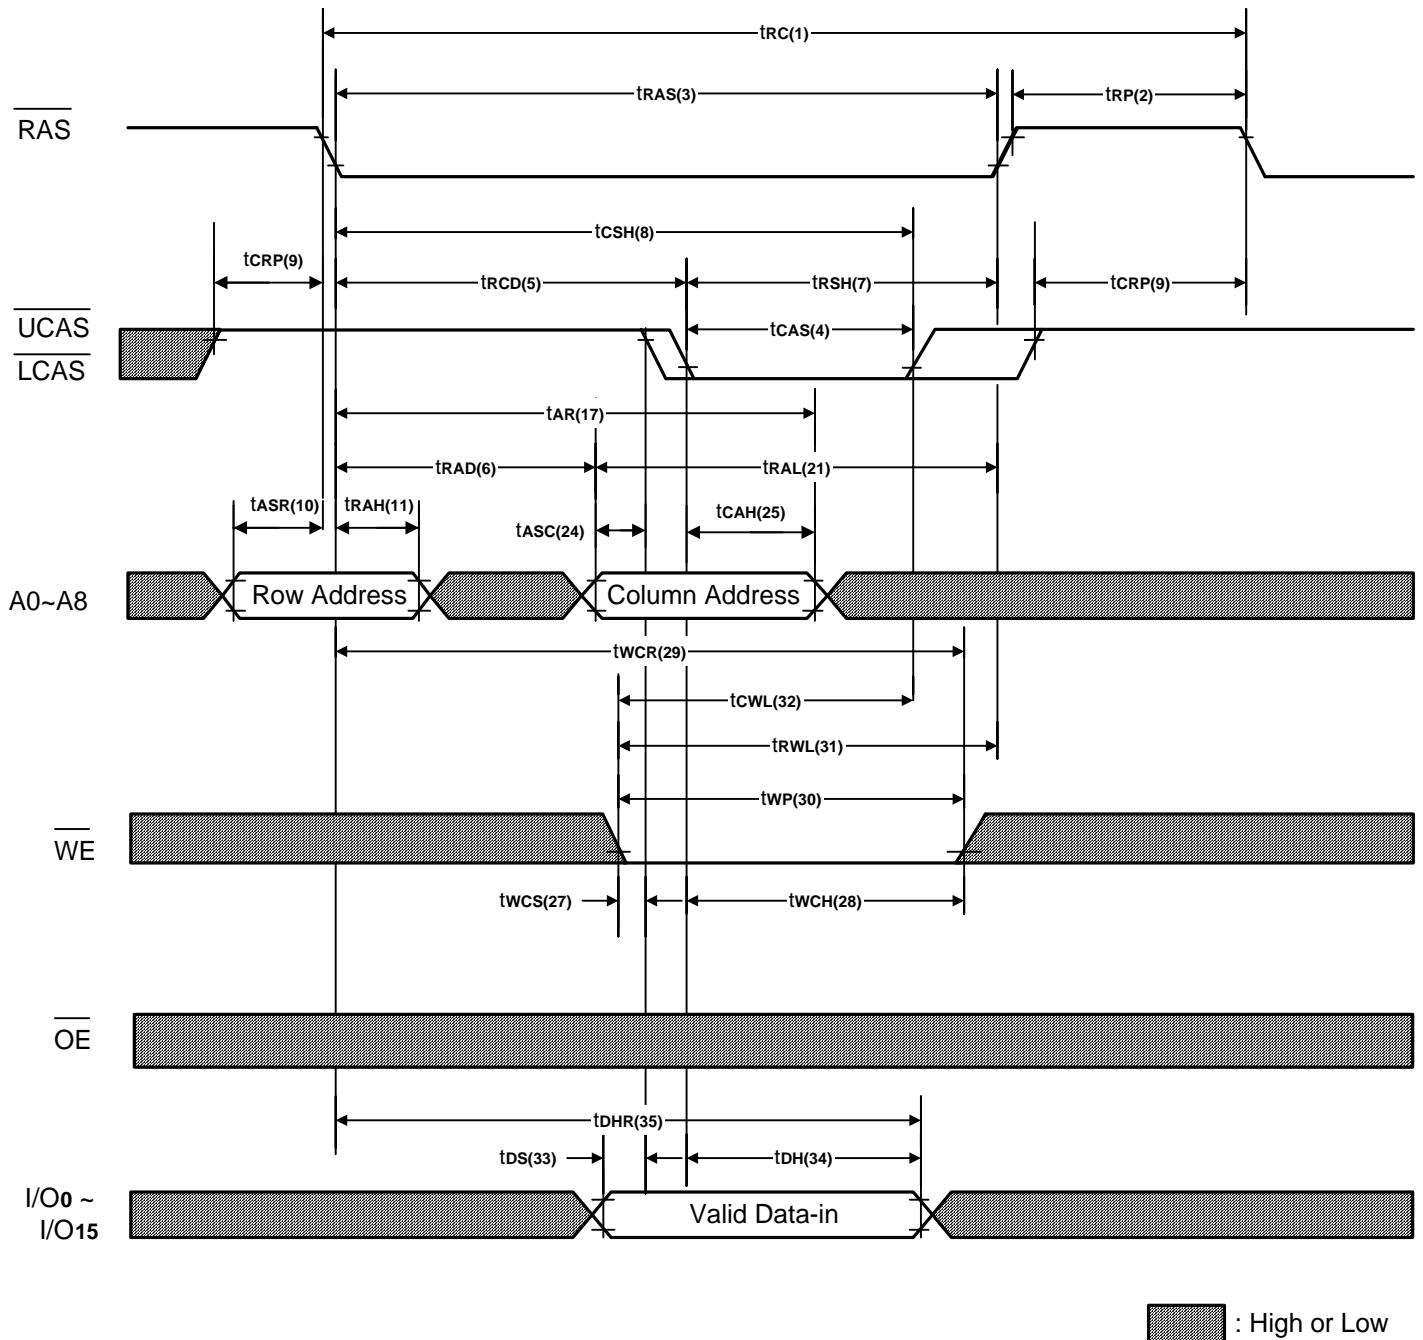 tRC(1)
tRAS(3)
tRP(2)
RAS
tCSH(8)
tCRP(9)
tRCD(5)
tRSH(7)
tCRP(9)
UCAS
LCAS
tCAS(4)
tAR(17)
tRAD(6)
tRAL(21)
tASR(10)
tRAH(11)
tASC(24)
tCAH(25)
A0~A8
Row Address
Column Address
tWCR(29)
tCWL(32)
tRWL(31)
tWP(30)
WE
tWCS(27)
tWCH(28)
OE
tDHR(35)
tDS(33)
tDH(34)
I/O0 ~
I/O15
Valid Data-in
: High or Low